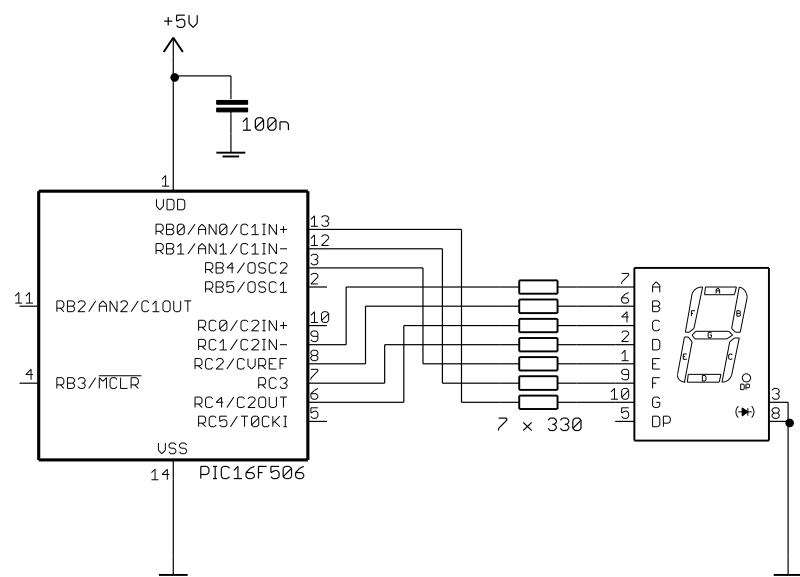 +5V
100n
1
VDD
RB0/AN0/C1IN+ 13
RB1/AN1/C1IN- 12
RB4/OSC2 3
RB5/OSC1 2
11 RB2/AN2/C1OUT
RC0/C2IN+ 10
RC1/C2IN- 9
RC2/CVREF 8
4 RB3/MCLR
RC3 7
RC4/C2OUT 6
RC5/T0CKI 5
VSS
14
PIC16F506
7 x 330
7 A
6 B
4 C
2 D
1 E
9 F
10 G
5 DP
A
F
B
G
E
C
D
DP
3
8